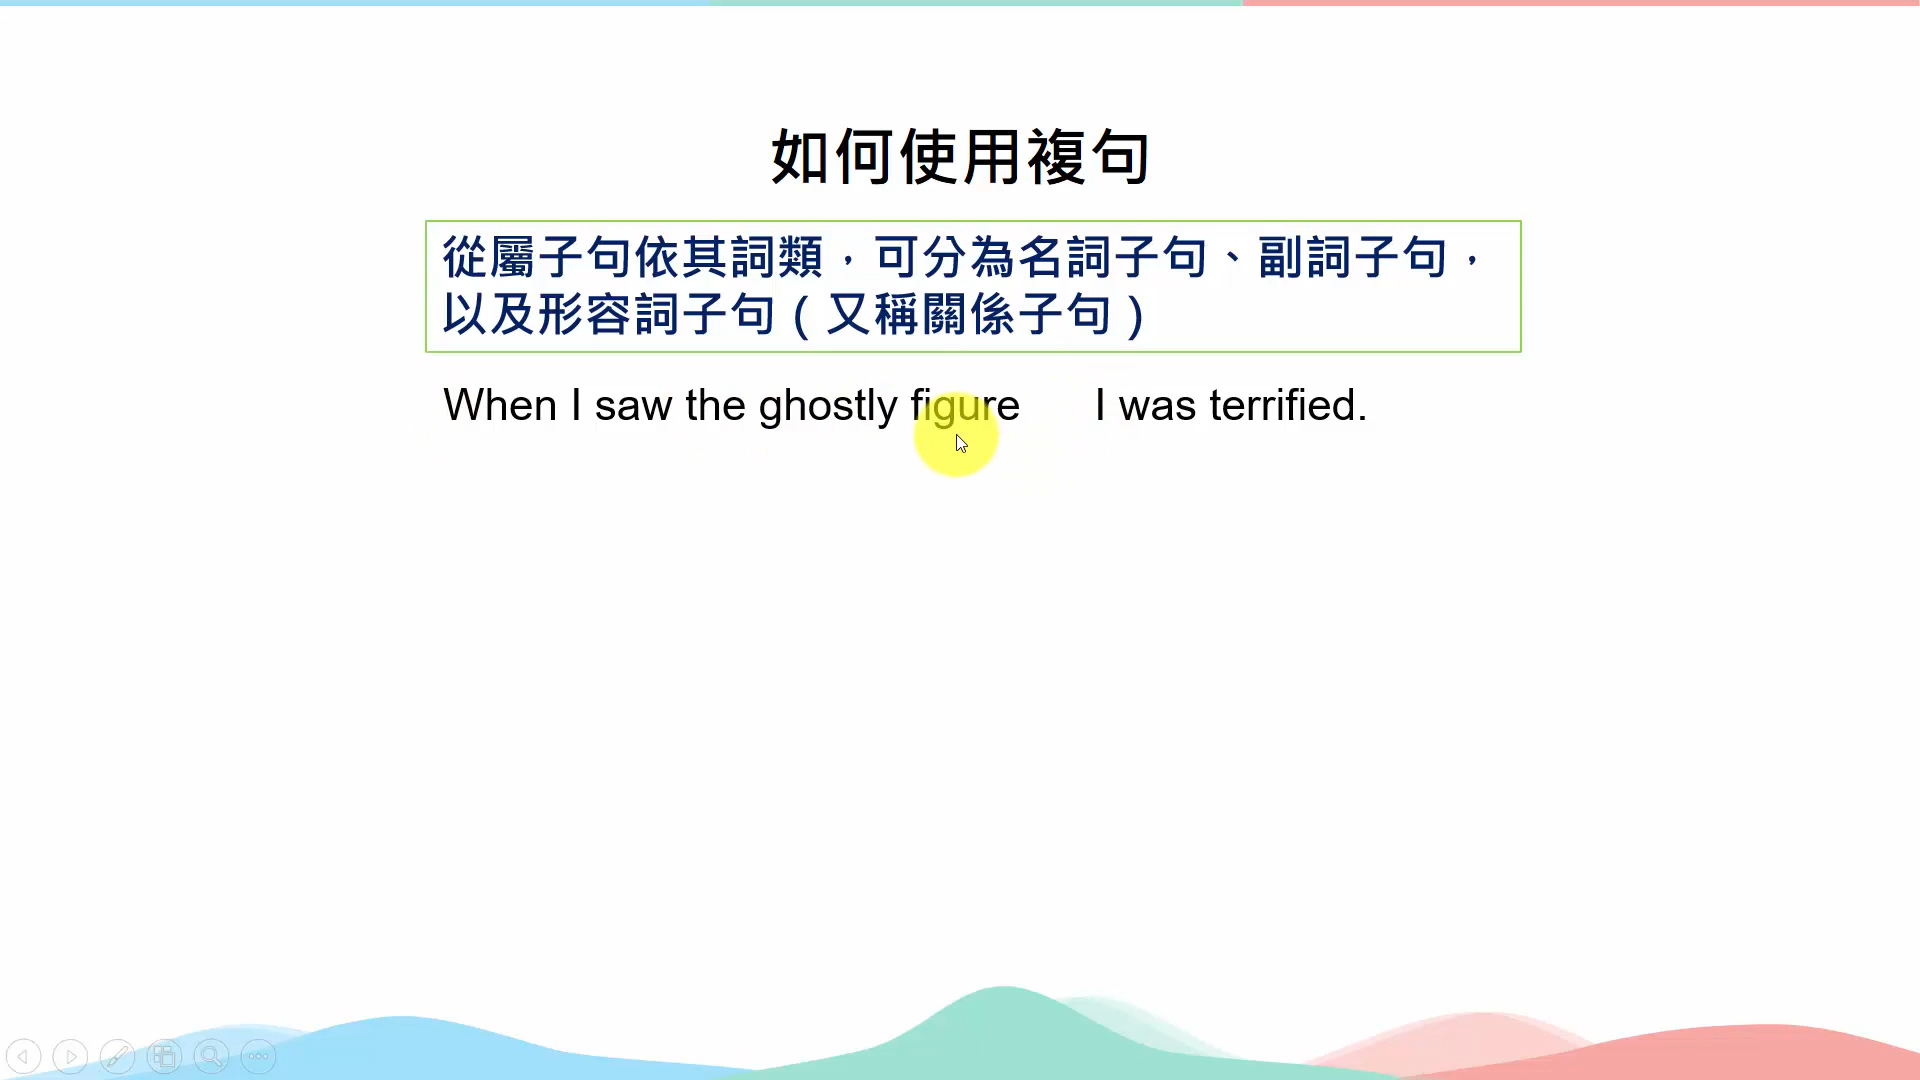 如何使用複句
從屬子句依其詞類，可分為名詞子句、副詞子句，
以及形容詞子句（又稱關係子句）
When I saw the ghostly figure I was terrified.